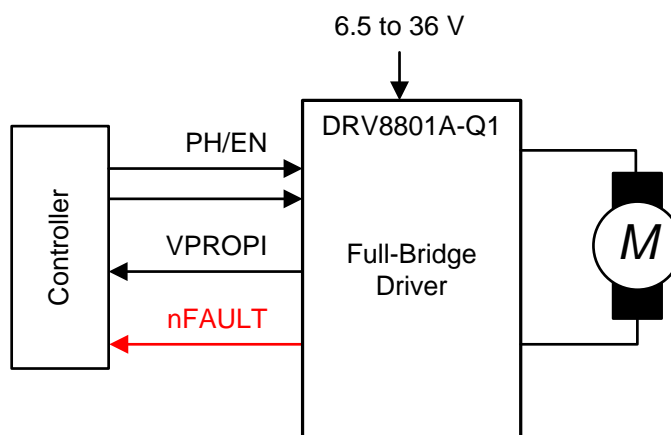 6.5 to 36 V
DRV8801A-Q1
PH/EN
Controller
VPROPI
Full-Bridge
Driver
M
nFAULT